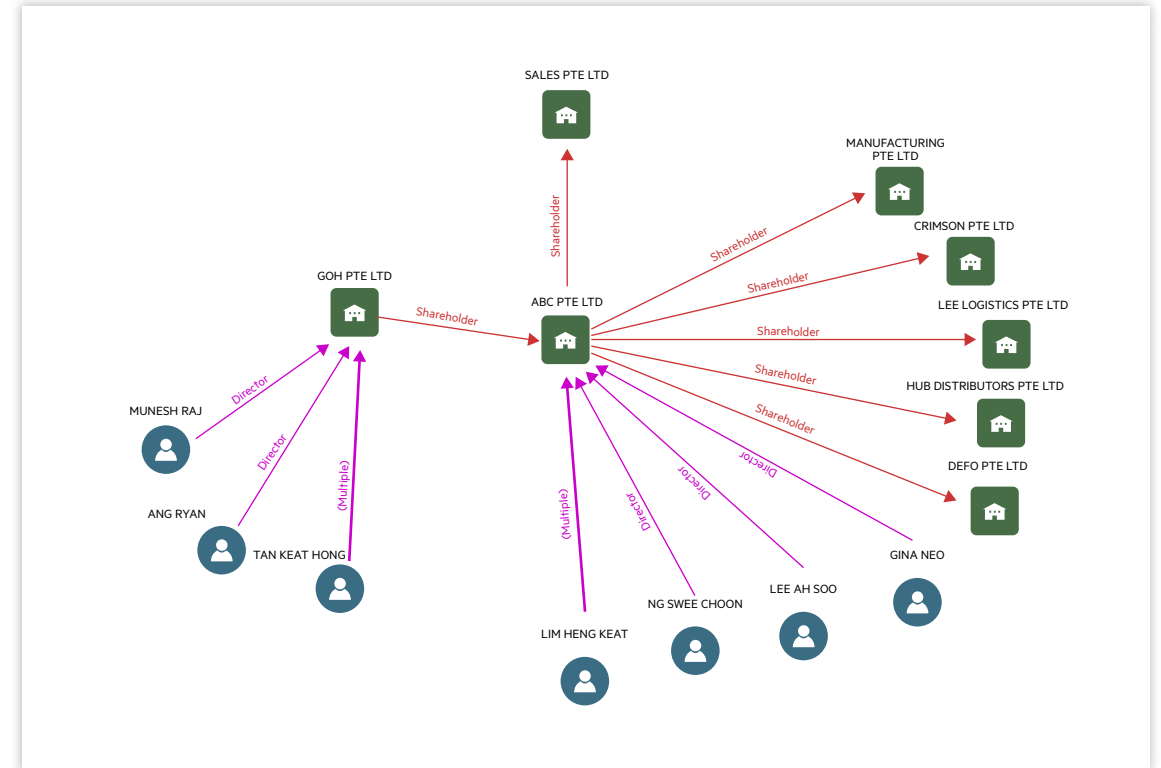 SALES PTE LTD
Shareholder
MANUFACTURING
PTE LTD
Shareholder
CRIMSON PTE LTD
Shareholder
GOH PTE LTD
Shareholder
ABC PTE LTD
LEE LOGISTICS PTE LTD
Shareholder
Shareholder
HUB DISTRIBUTORS PTE LTD
Shareholder
DEFO PTE LTD
Director
MUNESH RAJ
Director
ANG RYAN
(Multiple)
TAN KEAT HONG
(Multiple)
Director
Director
Director
GINA NEO
LEE AH SOO
NG SWEE CHOON
LIM HENG KEAT